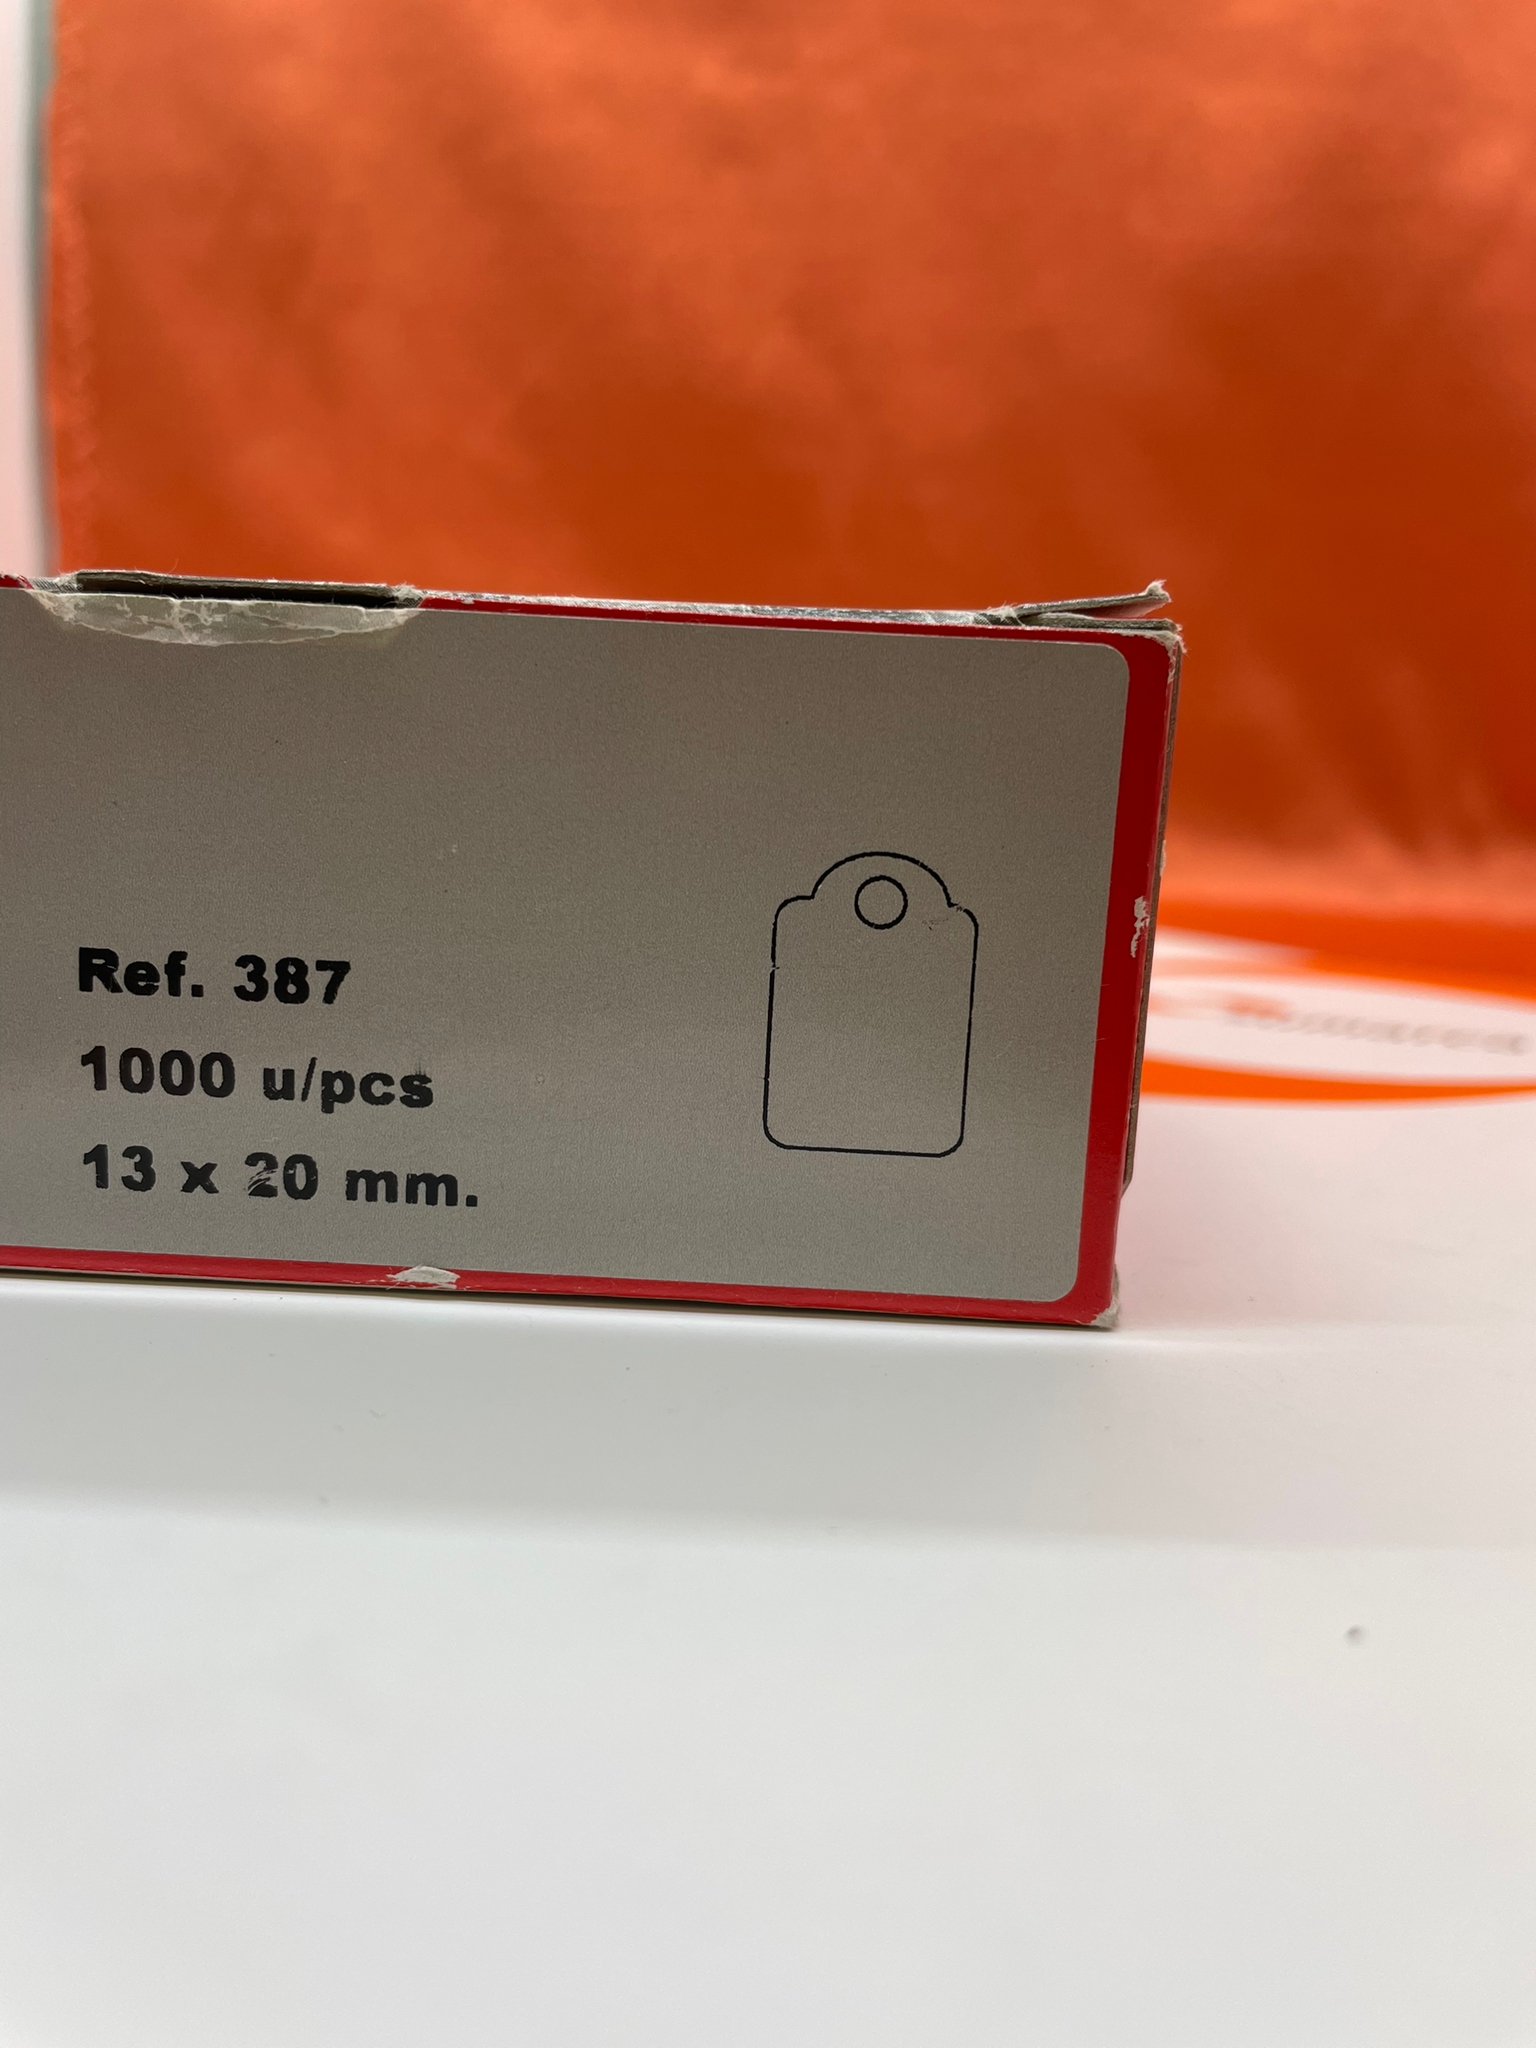 Ref. 387
1000 u/pcs
13 x 20 mm.